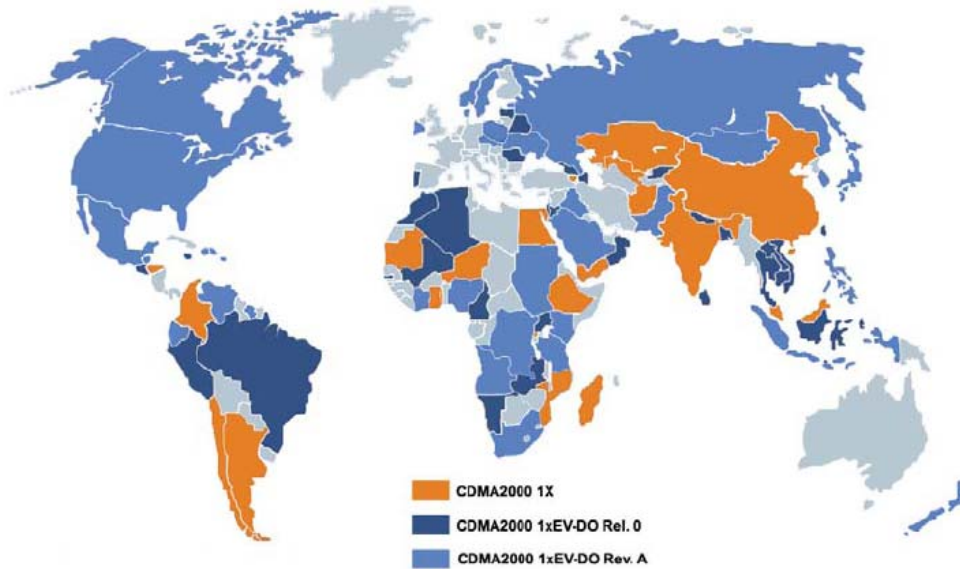 CDMA2000 1X
CDMA2000 1xEV-DO Rel. 0
CDMA2000 1xEV-DO Rev. A